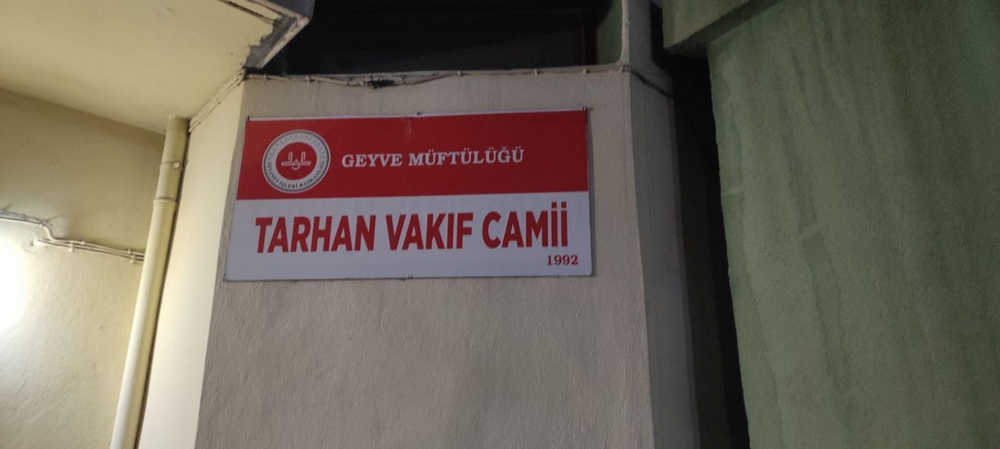 GEYVE MÜFTÜLÜĞÜ
TARHAN VAKIF CAMİİ
1992